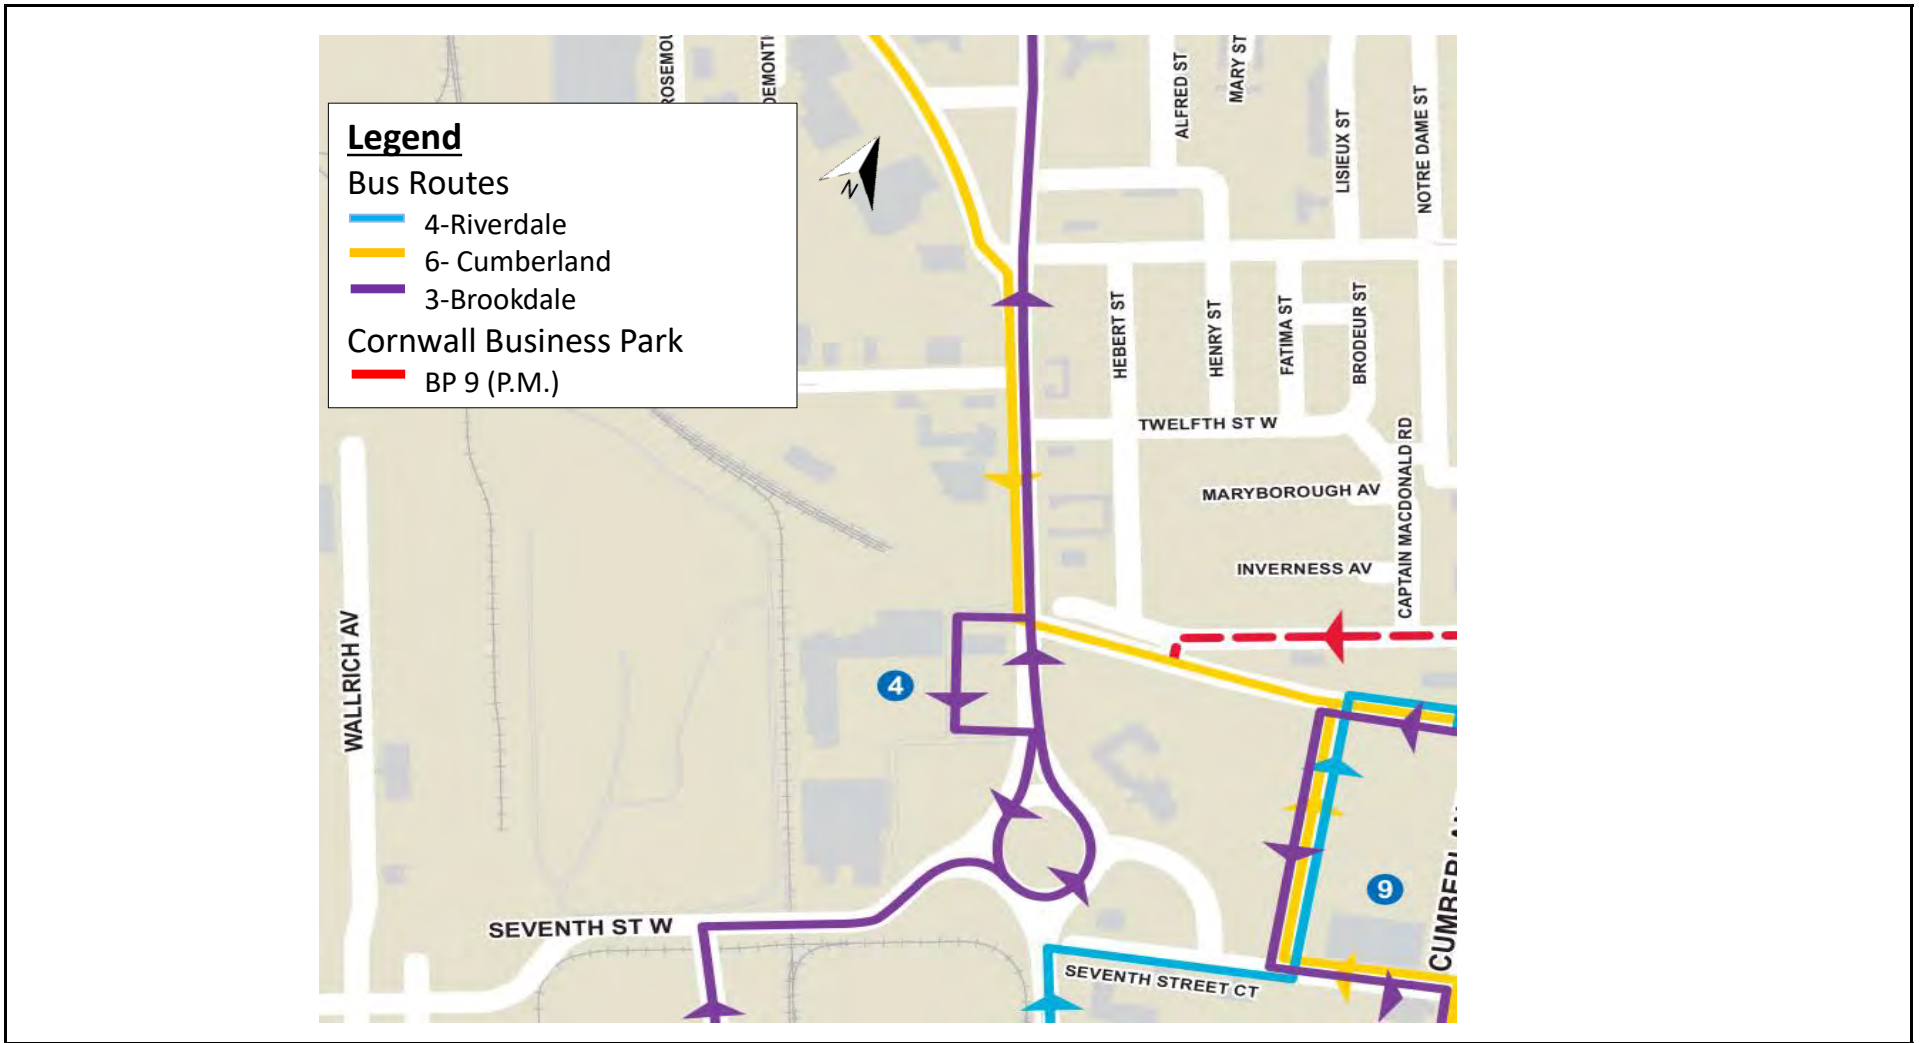 Legend
Bus Routes
4-Riverdale
6- Cumberland
3-Brookdale
Cornwall Business Park
BP 9 (P.M.)
N
ALFRED ST
MARY ST
LISIEUX ST
NOTRE DAME ST
HEBERT ST
HENRY ST
FATIMA ST
BRODEUR ST
TWELFTH ST W
MARYBOROUGH AV
INVERNESS AV
CAPTAIN MACDONALD RD
WALLRICH AV
4
9
SEVENTH ST W
SEVENTH STREET CT